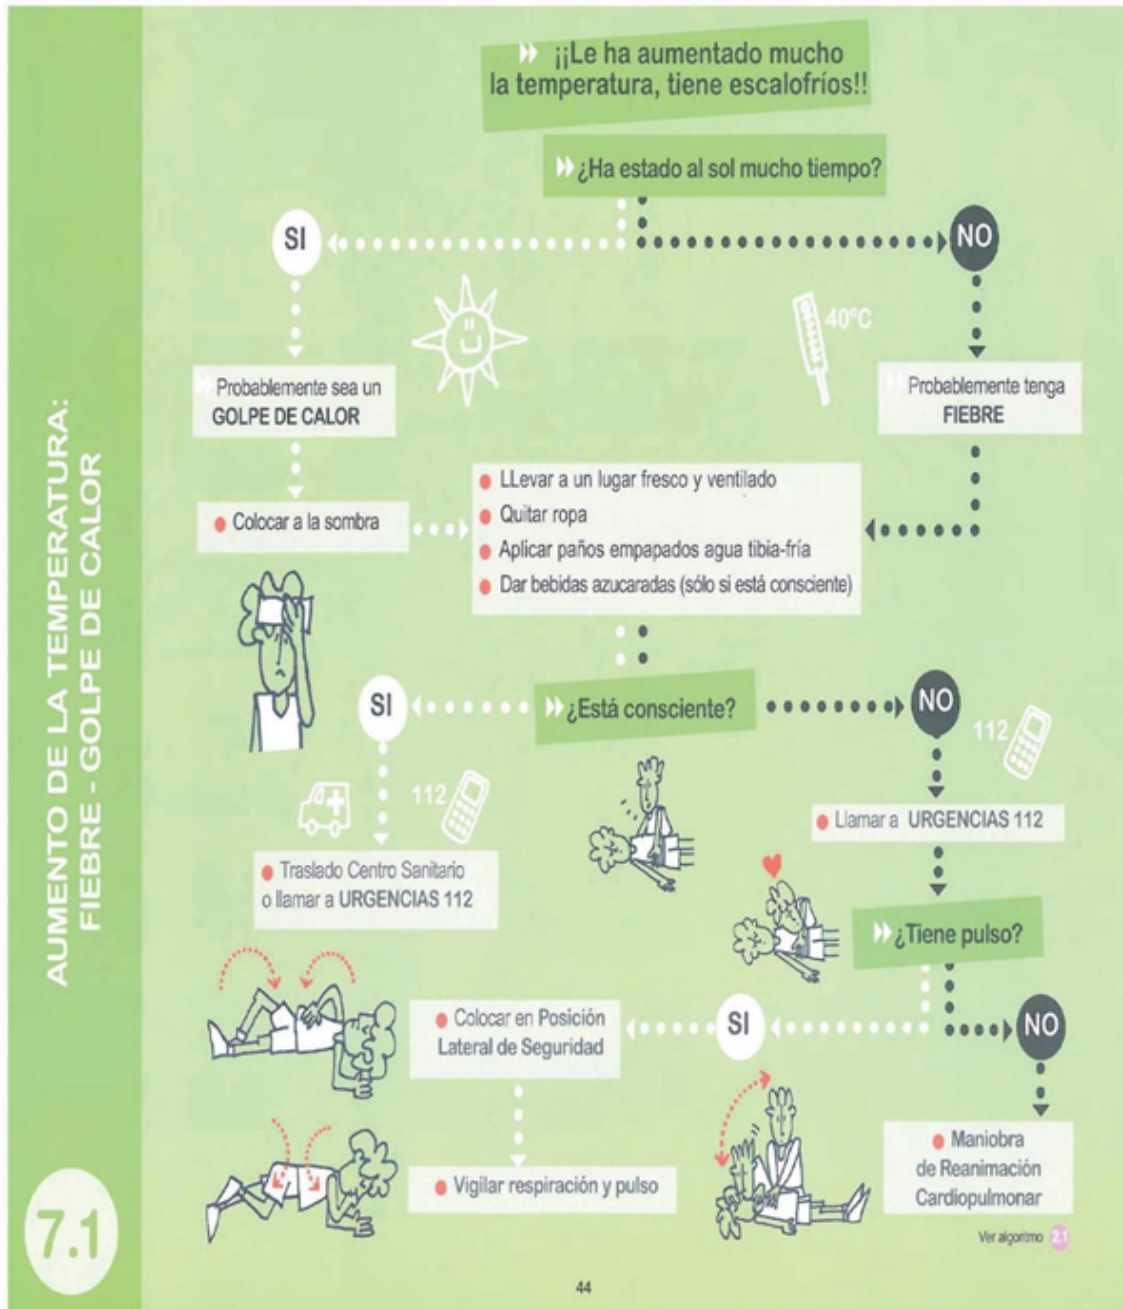 AUMENTO DE LA TEMPERATURA:
FIEBRE - GOLPE DE CALOR
7.1
¡¡Le ha aumentado mucho
la temperatura, tiene escalofríos!!
¿Ha estado al sol mucho tiempo?
SI
NO
40ºC
Probablemente sea un
GOLPE DE CALOR
Probablemente tenga
FIEBRE
Colocar a la sombra
LLevar a un lugar fresco y ventilado
Quitar ropa
Aplicar paños empapados agua tibia-fría
Dar bebidas azucaradas (sólo si está consciente)
¿Está consciente?
SI
NO
112
112
Traslado Centro Sanitario
o llamar a URGENCIAS 112
Llamar a URGENCIAS 112
¿Tiene pulso?
SI
NO
Colocar en Posición
Lateral de Seguridad
Vigilar respiración y pulso
Maniobra
de Reanimación
Cardiopulmonar
Ver algoritmo 2.1
44